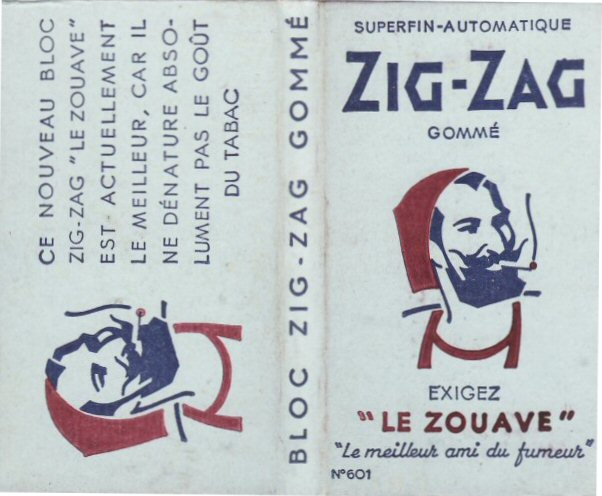 CE NOUVEAU BLOC
ZIG-ZAG "LE ZOUAVE"
EST ACTUELLEMENT
LE MEILLEUR, CAR IL
NE DÉNATURE ABSO-
LUMENT PAS LE GOÛT
DU TABAC
BLOC ZIG-ZAG GOMMÉ
SUPERFIN-AUTOMATIQUE
ZIG-ZAG
GOMMÉ
EXIGEZ
"LE ZOUAVE"
"Le meilleur ami du fumeur"
N°601